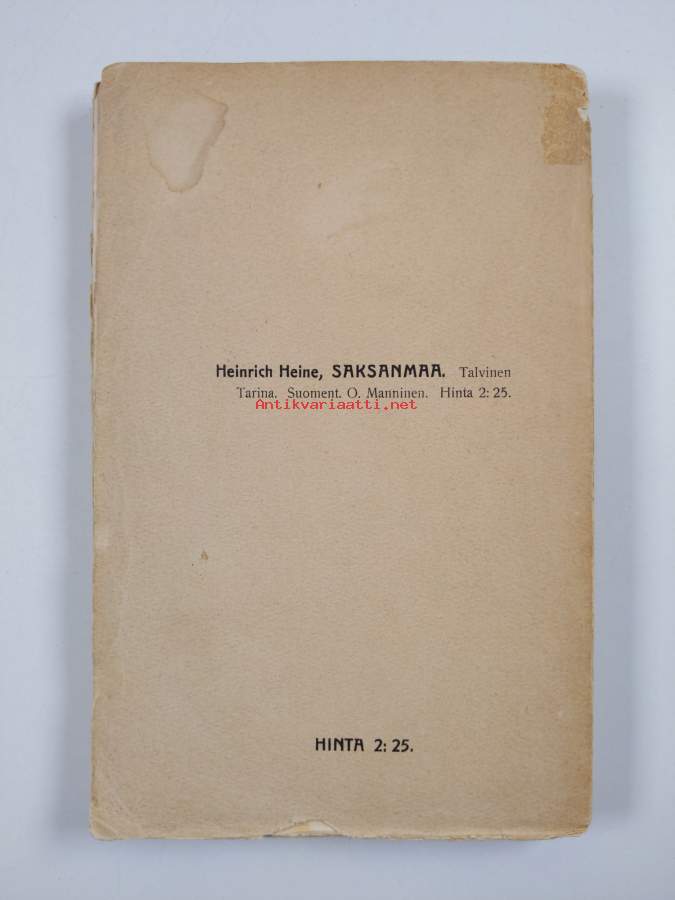 Heinrich Heine, SAKSANMAA. Talvinen
Tarina. Suoment. O. Manninen. Hinta 2: 25.
Antikvariaatti.net
HINTA 2: 25.